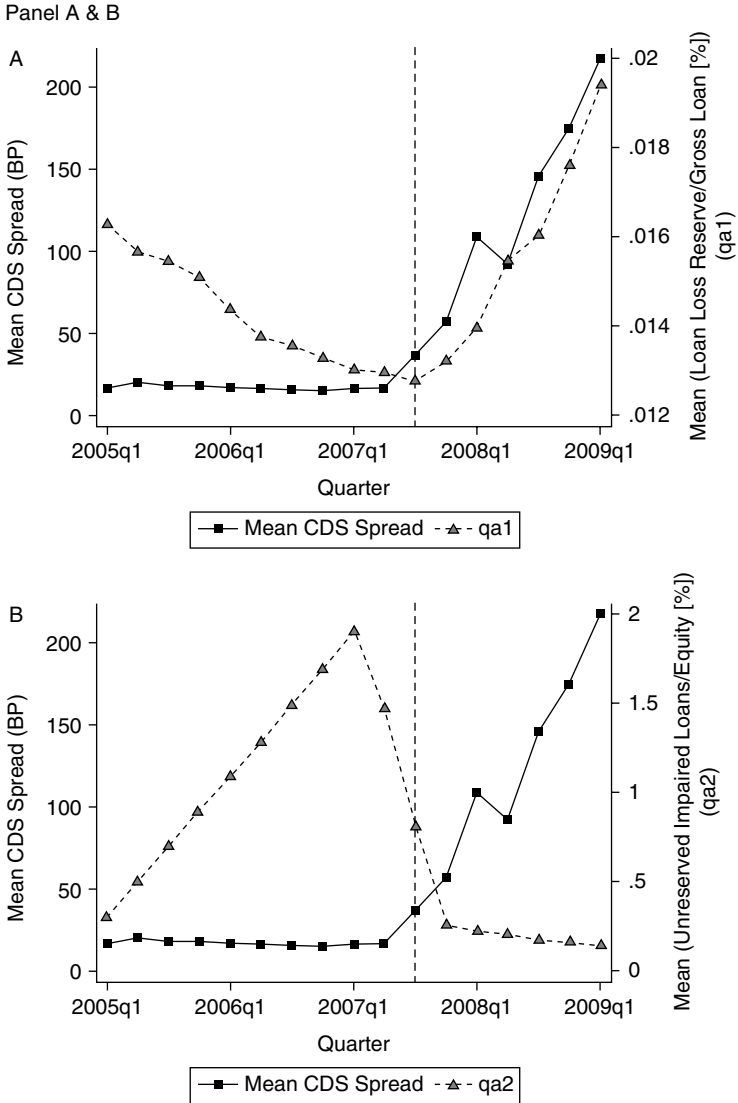 Panel A & B
A
200
150
100
50
0
Mean CDS Spread (BP)
.02
.018
.016
.014
.012
Mean (Loan Loss Reserve/Gross Loan [%])
(qa1)
2005q1 2006q1 2007q1 2008q1 2009q1
Quarter
Mean CDS Spread qa1
B
200
150
100
50
0
Mean CDS Spread (BP)
2
1.5
1
.5
0
Mean (Unreserved Impaired Loans/Equity [%])
(qa2)
2005q1 2006q1 2007q1 2008q1 2009q1
Quarter
Mean CDS Spread qa2